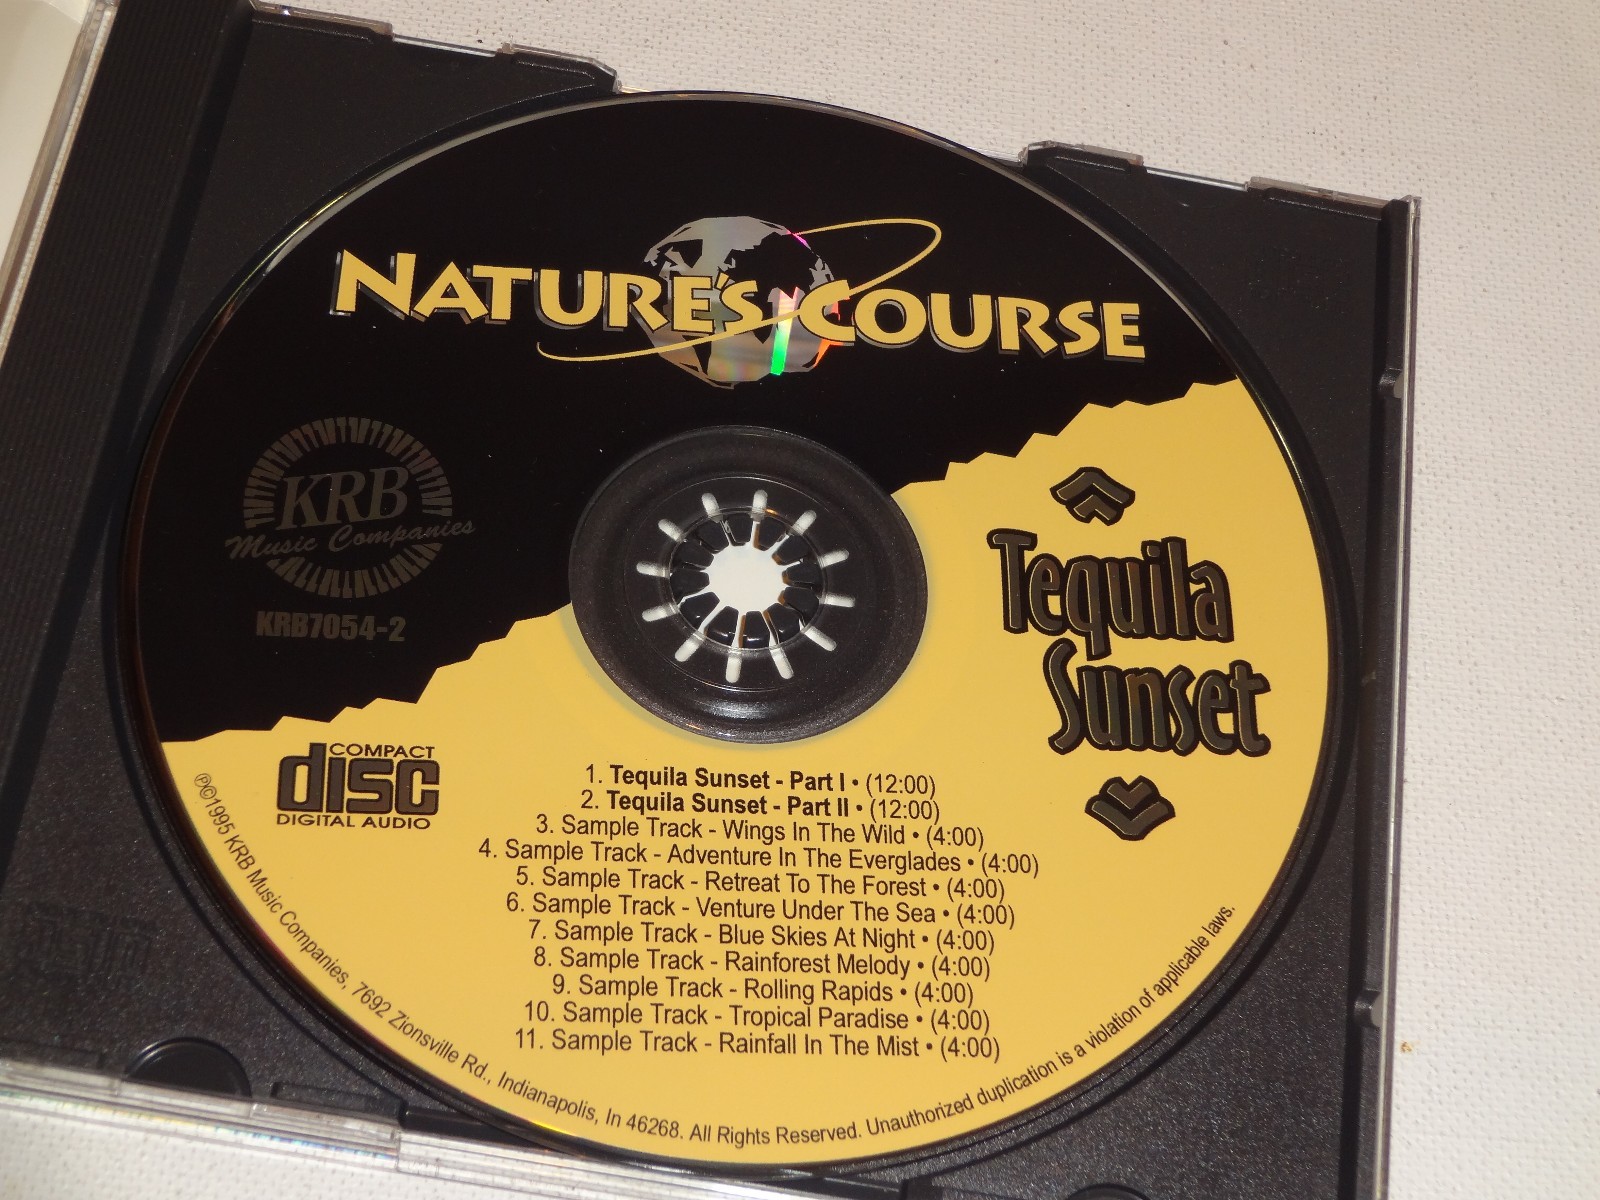 NATURE'S COURSE
KRB
Music Companies
KRB7054-2
Tequila
Sunset
COMPACT
disc
DIGITAL AUDIO
1. Tequila Sunset - Part I • (12:00)
2. Tequila Sunset - Part II • (12:00)
3. Sample Track - Wings In The Wild • (4:00)
4. Sample Track - Adventure In The Everglades • (4:00)
5. Sample Track - Retreat To The Forest • (4:00)
6. Sample Track - Venture Under The Sea • (4:00)
7. Sample Track - Blue Skies At Night • (4:00)
8. Sample Track - Rainforest Melody • (4:00)
9. Sample Track - Rolling Rapids • (4:00)
10. Sample Track - Tropical Paradise • (4:00)
11. Sample Track - Rainfall In The Mist • (4:00)
℗©1995 KRB Music Companies, 7692 Zionsville Rd., Indianapolis, In 46268. All Rights Reserved. Unauthorized duplication is a violation of applicable laws.